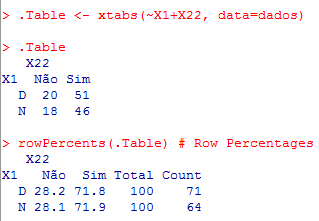 > .Table <- xtabs(~X1+X22, data=dados)
> .Table
X22
X1 Não Sim
D 20 51
N 18 46
> rowPercents(.Table) # Row Percentages
X22
X1 Não Sim Total Count
D 28.2 71.8 100 71
N 28.1 71.9 100 64